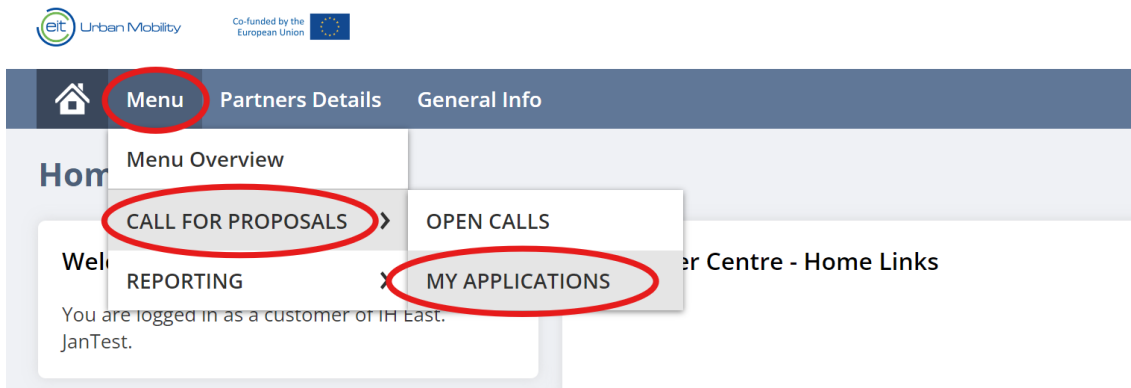 eit Urban Mobility
Co-funded by the
European Union
Menu Partners Details General Info
Menu Overview
Hom
CALL FOR PROPOSALS
OPEN CALLS
Wel
er Centre - Home Links
REPORTING
MY APPLICATIONS
You are logged in as a customer of IH East.
JanTest.